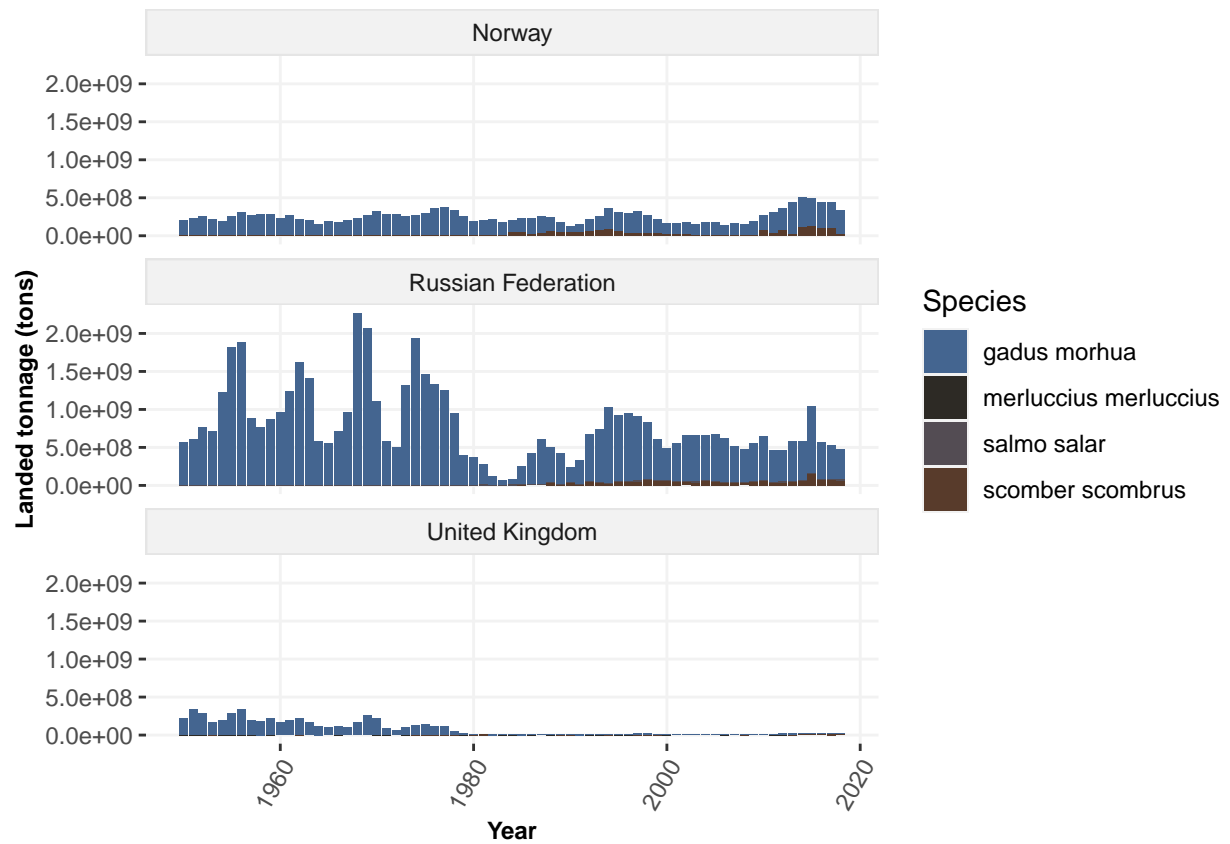 Norway
2.0e+09
1.5e+09
1.0e+09
5.0e+08
0.0e+00
Russian Federation
2.0e+09
1.5e+09
1.0e+09
5.0e+08
0.0e+00
United Kingdom
2.0e+09
1.5e+09
1.0e+09
5.0e+08
0.0e+00
Landed tonnage (tons)
1960
1980
2000
2020
Year
Species
gadus morhua
merluccius merluccius
salmo salar
scomber scombrus